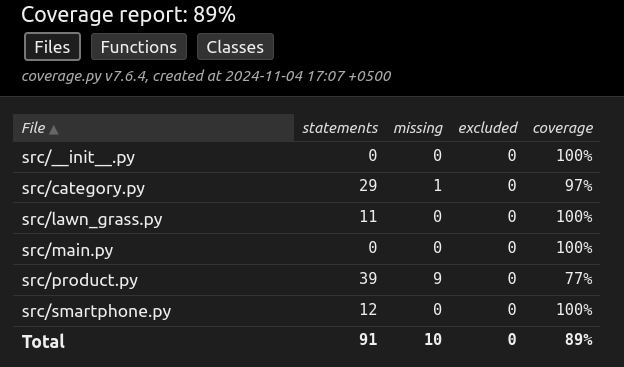 Coverage report: 89%
Files Functions Classes
coverage.py v7.6.4, created at 2024-11-04 17:07 +0500
File ▲ statements missing excluded coverage
src/__init__.py 0 0 0 100%
src/category.py 29 1 0 97%
src/lawn_grass.py 11 0 0 100%
src/main.py 0 0 0 100%
src/product.py 39 9 0 77%
src/smartphone.py 12 0 0 100%
Total 91 10 0 89%